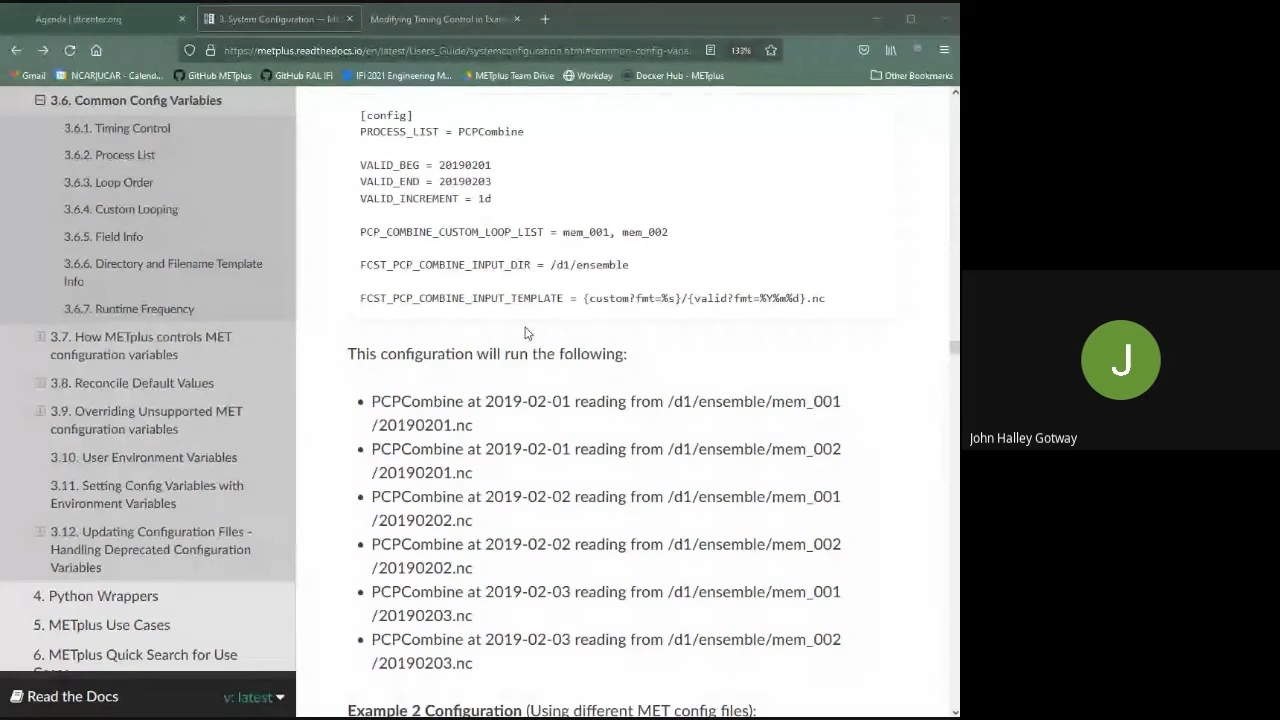 Agenda | dtcenter.org
3. System Configuration —
Modifying Timing Control in Exam
https://metplus.readthedocs.io/en/latest/Users_Guide/systemconfiguration.html#common-config-varia
133%
Gmail
NCAR|UCAR - Calend...
GitHub METplus
GitHub RAL IFI
IFI 2021 Engineering M...
METplus Team Drive
Workday
Docker Hub - METplus
Other Bookmarks
3.6. Common Config Variables
3.6.1. Timing Control
3.6.2. Process List
3.6.3. Loop Order
3.6.4. Custom Looping
3.6.5. Field Info
3.6.6. Directory and Filename Template
Info
3.6.7. Runtime Frequency
3.7. How METplus controls MET
configuration variables
3.8. Reconcile Default Values
3.9. Overriding Unsupported MET
configuration variables
3.10. User Environment Variables
3.11. Setting Config Variables with
Environment Variables
3.12. Updating Configuration Files -
Handling Deprecated Configuration
Variables
4. Python Wrappers
5. METplus Use Cases
6. METplus Quick Search for Use
Read the Docs
v: latest
[config]
PROCESS_LIST = PCPCombine
VALID_BEG = 20190201
VALID_END = 20190203
VALID_INCREMENT = 1d
PCP_COMBINE_CUSTOM_LOOP_LIST = mem_001, mem_002
FCST_PCP_COMBINE_INPUT_DIR = /d1/ensemble
FCST_PCP_COMBINE_INPUT_TEMPLATE = {custom?fmt=%s}/{valid?fmt=%Y%m%d}.nc
This configuration will run the following:
• PCPCombine at 2019-02-01 reading from /d1/ensemble/mem_001
/20190201.nc
• PCPCombine at 2019-02-01 reading from /d1/ensemble/mem_002
/20190201.nc
• PCPCombine at 2019-02-02 reading from /d1/ensemble/mem_001
/20190202.nc
• PCPCombine at 2019-02-02 reading from /d1/ensemble/mem_002
/20190202.nc
• PCPCombine at 2019-02-03 reading from /d1/ensemble/mem_001
/20190203.nc
• PCPCombine at 2019-02-03 reading from /d1/ensemble/mem_002
/20190203.nc
Example 2 Configuration (Using different MET config files):
J
John Halley Gotway